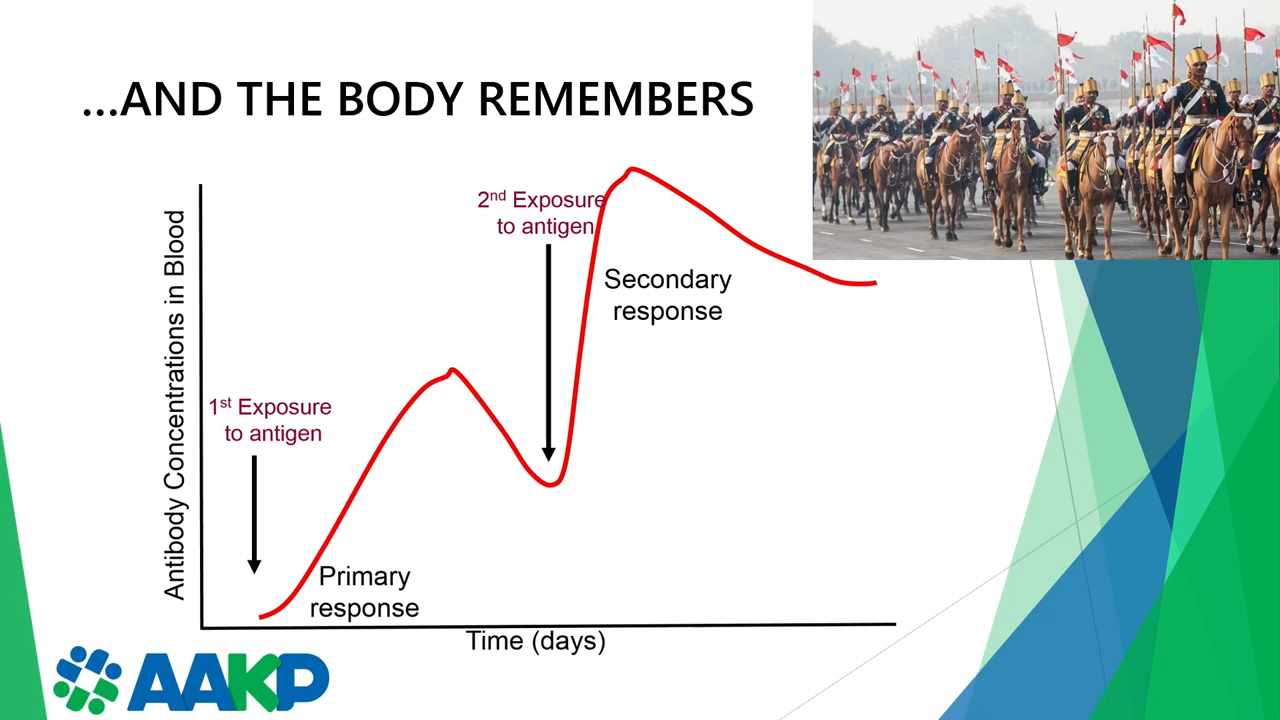 ...AND THE BODY REMEMBERS
2nd Exposure
to antigen
Secondary
response
1st Exposure
to antigen
Primary
response
Antibody Concentrations in Blood
Time (days)
AAKP